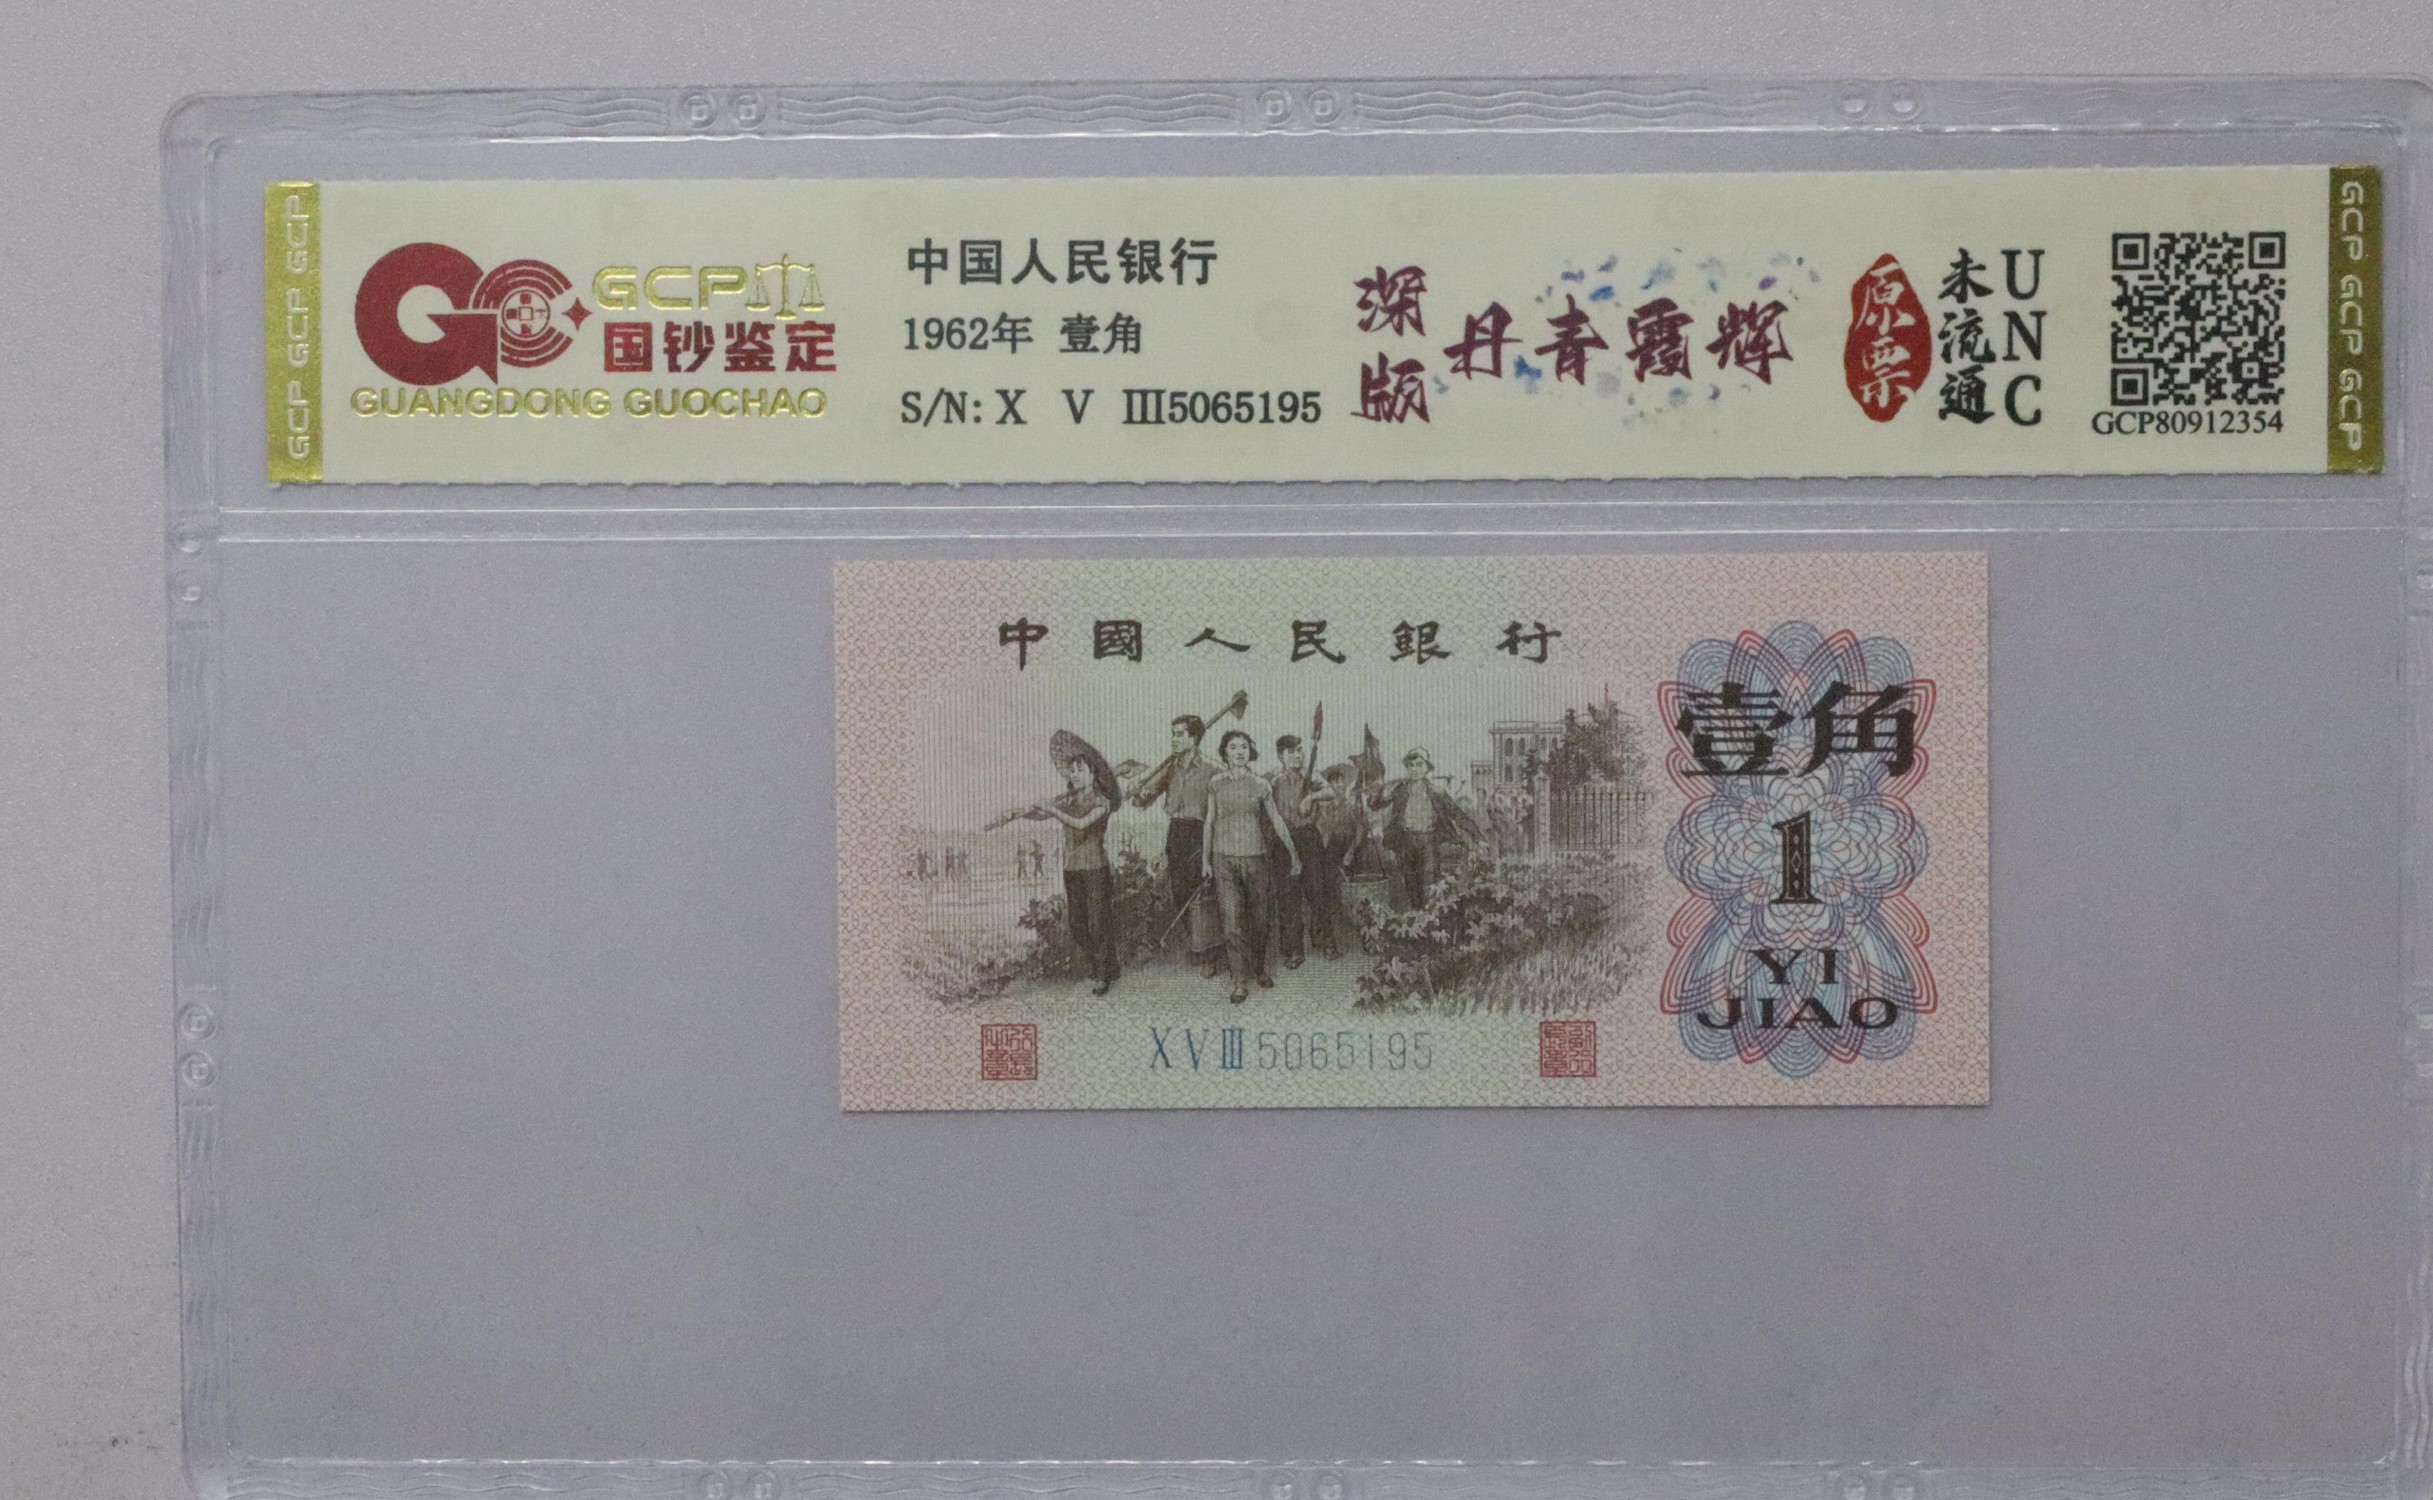 GCP GCP GCP
GCP
国钞鉴定
GUANGDONG GUOCHAO
中国人民银行
1962年 壹角
S/N: X V Ⅲ5065195
深版
丹青霞辉
原票
未流通
UNC
GCP80912354
GCP GCP GCP
中國人民銀行
壹角
1
YI
JIAO
X V Ⅲ 5065195